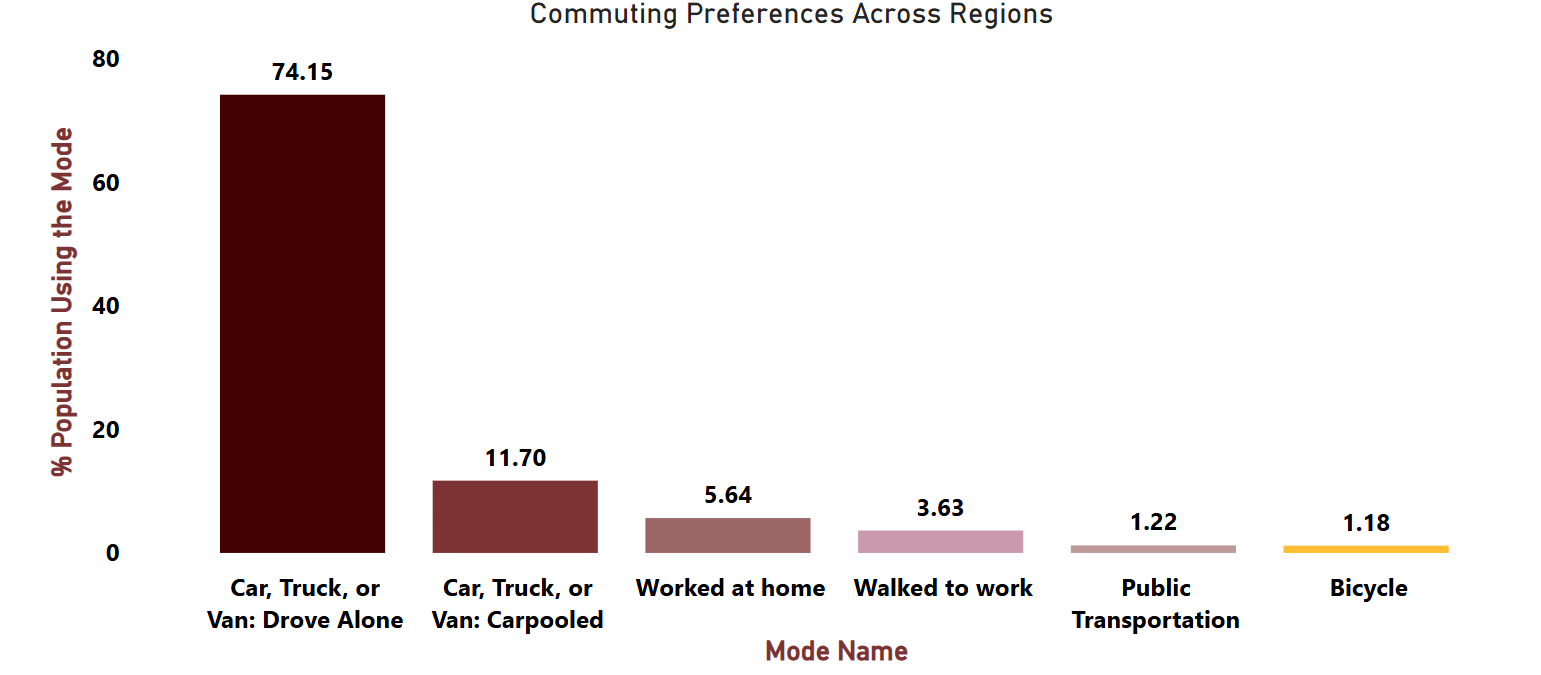 Commuting Preferences Across Regions
% Population Using the Mode
80
60
40
20
0
74.15
11.70
5.64
3.63
1.22
1.18
Car, Truck, or
Van: Drove Alone
Car, Truck, or
Van: Carpooled
Worked at home
Walked to work
Public
Transportation
Bicycle
Mode Name